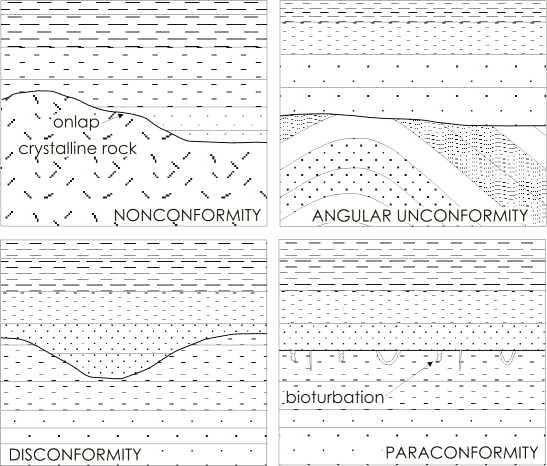 onlap
crystalline rock
NONCONFORMITY
ANGULAR UNCONFORMITY
DISCONFORMITY
bioturbation
PARACONFORMITY